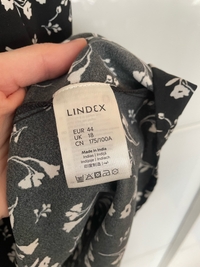 LINDEX
EUR 44
UK 18
CN 175/100A
Made in India